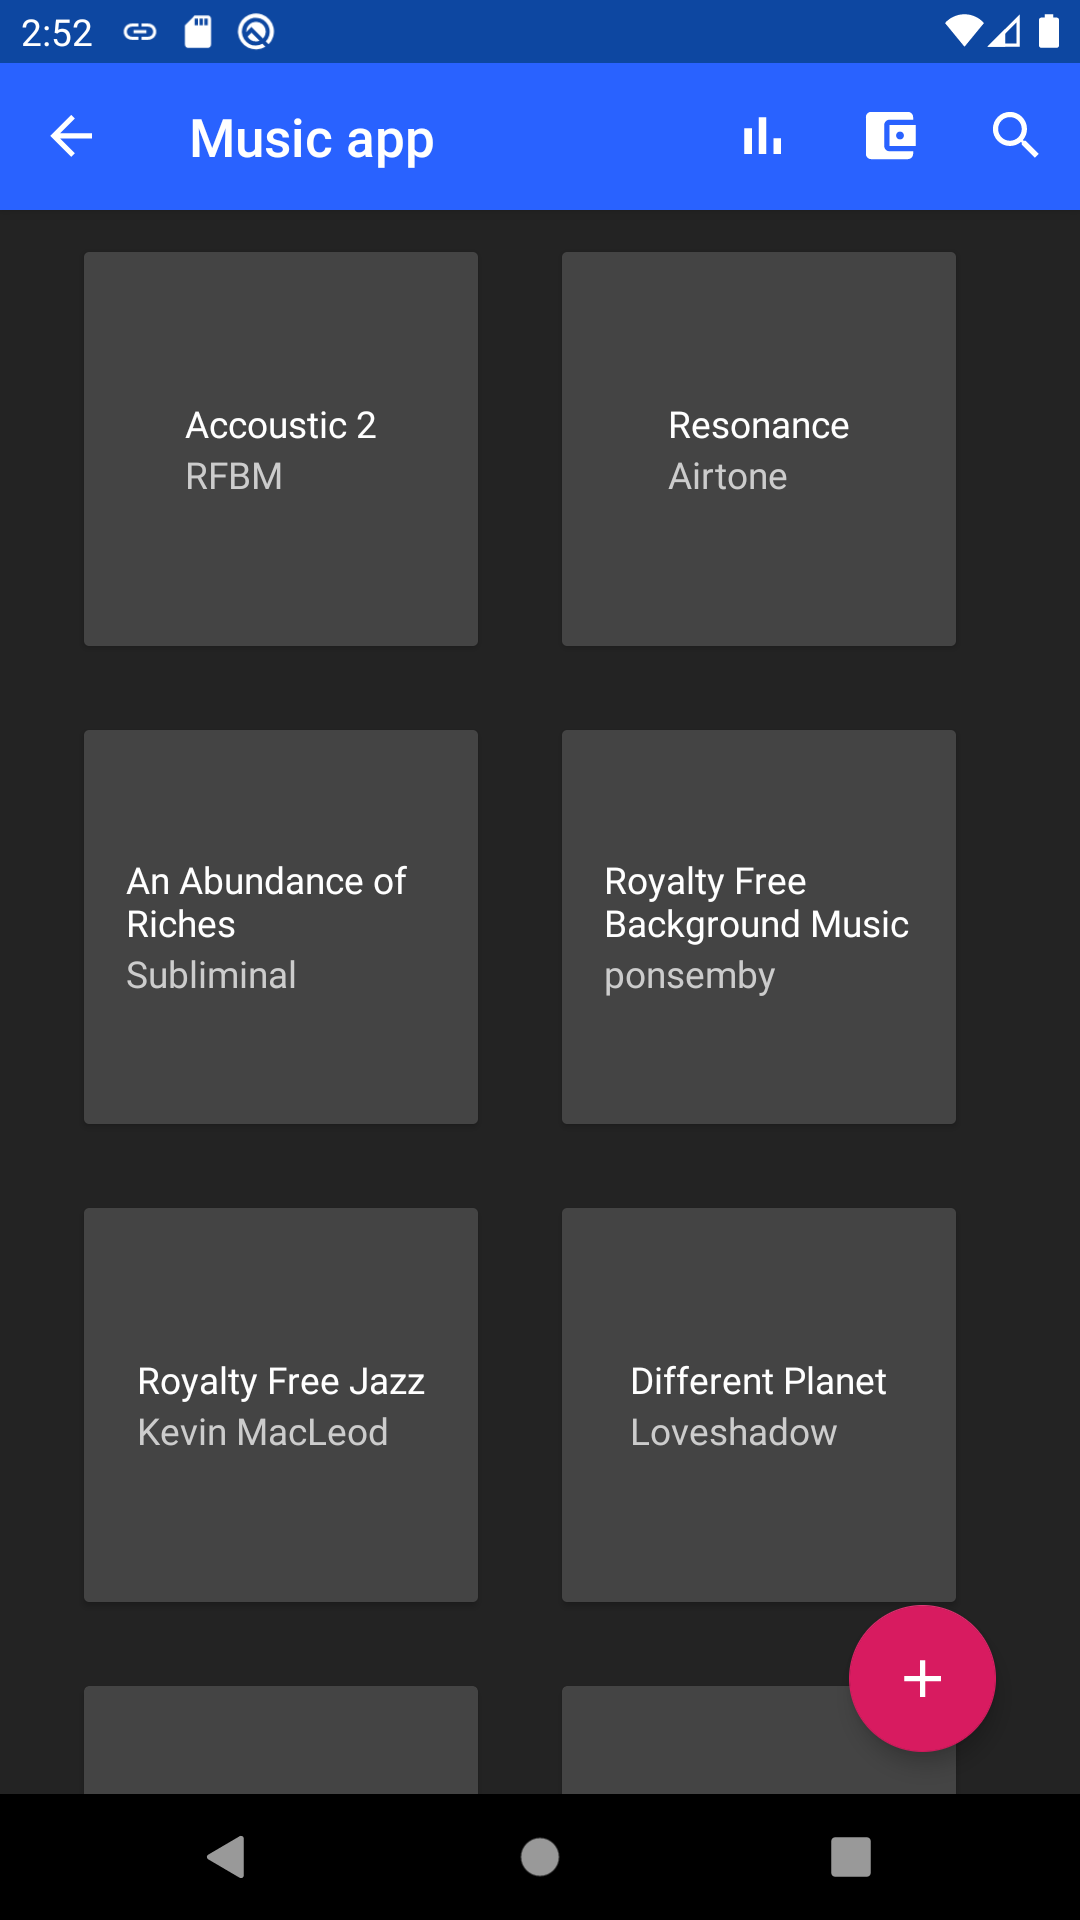 2:52
Music app
Accoustic 2
RFBM
Resonance
Airtone
An Abundance of
Riches
Subliminal
Royalty Free
Background Music
ponsemby
Royalty Free Jazz
Kevin MacLeod
Different Planet
Loveshadow